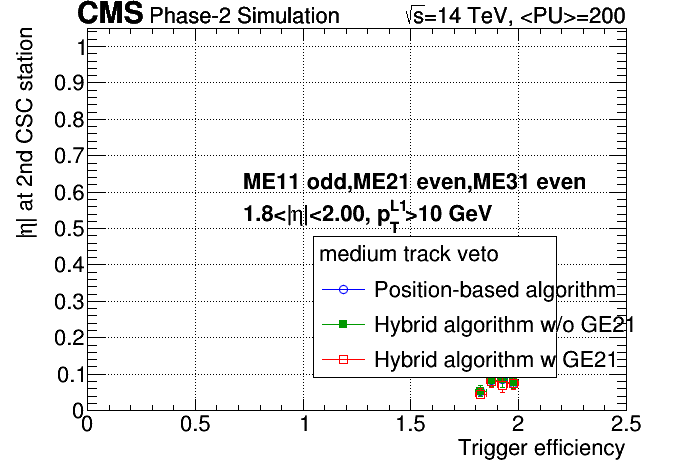 CMS Phase-2 Simulation √s=14 TeV, <PU>=200
|η| at 2nd CSC station
1
0.9
0.8
0.7
0.6
0.5
0.4
0.3
0.2
0.1
0
ME11 odd,ME21 even,ME31 even
1.8<|η|<2.00, p_T^L1>10 GeV
medium track veto
Position-based algorithm
Hybrid algorithm w/o GE21
Hybrid algorithm w GE21
0 0.5 1 1.5 2 2.5
Trigger efficiency